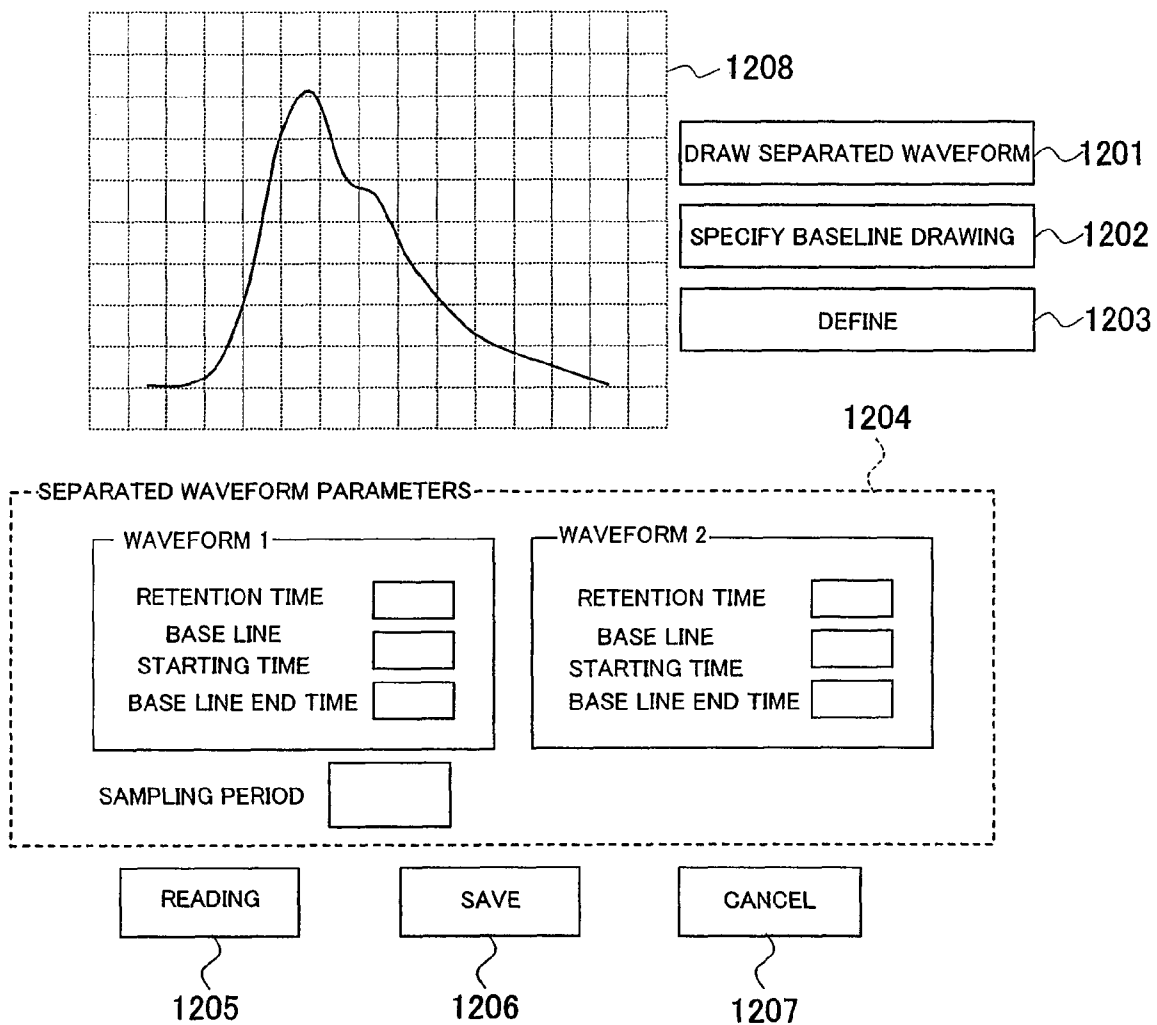 1208
DRAW SEPARATED WAVEFORM
1201
SPECIFY BASELINE DRAWING
1202
DEFINE
1203
1204
SEPARATED WAVEFORM PARAMETERS
WAVEFORM 1
RETENTION TIME
BASE LINE
STARTING TIME
BASE LINE END TIME
WAVEFORM 2
RETENTION TIME
BASE LINE
STARTING TIME
BASE LINE END TIME
SAMPLING PERIOD
READING
SAVE
CANCEL
1205
1206
1207